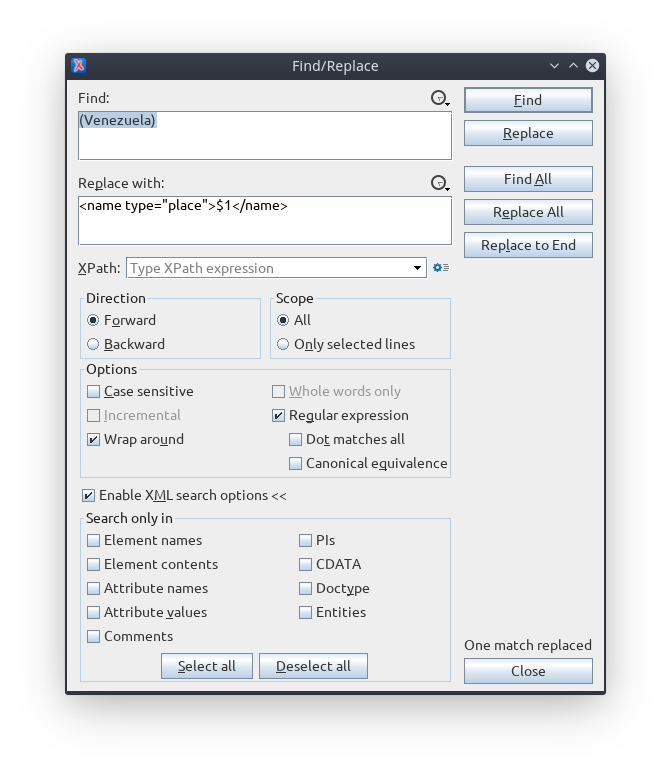 Find/Replace
Find:
(Venezuela)
Find
Replace
Replace with:
<name type="place">$1</name>
Find All
Replace All
Replace to End
XPath: Type XPath expression
Direction
Forward
Backward
Scope
All
Only selected lines
Options
Case sensitive
Whole words only
Incremental
Regular expression
Wrap around
Dot matches all
Canonical equivalence
Enable XML search options <<
Search only in
Element names
PIs
Element contents
CDATA
Attribute names
Doctype
Attribute values
Entities
Comments
Select all
Deselect all
One match replaced
Close